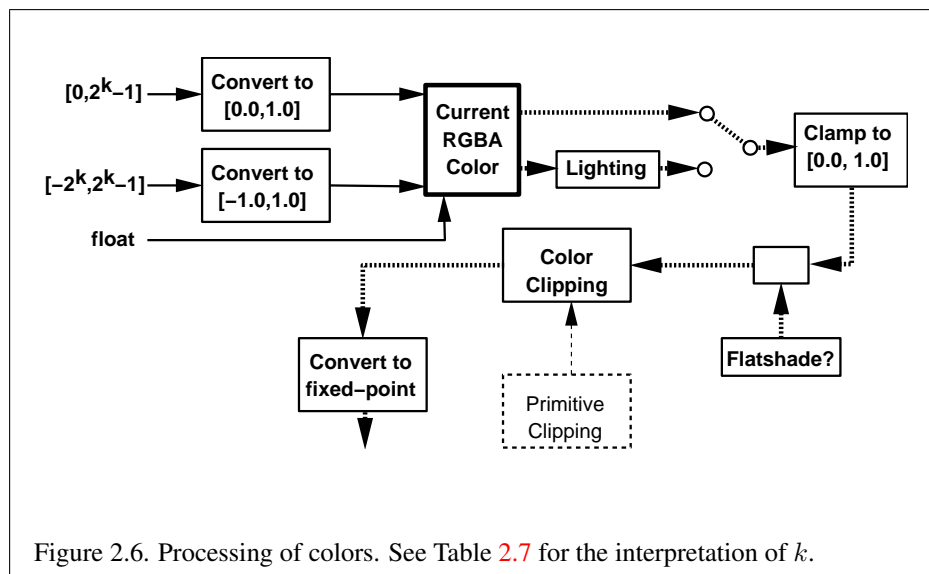 [0,2^k–1]
Convert to
[0.0,1.0]
Current
RGBA
Color
Clamp to
[0.0, 1.0]
Lighting
[–2^k,2^k–1]
Convert to
[–1.0,1.0]
float
Color
Clipping
Flatshade?
Convert to
fixed–point
Primitive
Clipping
Figure 2.6. Processing of colors. See Table 2.7 for the interpretation of k.